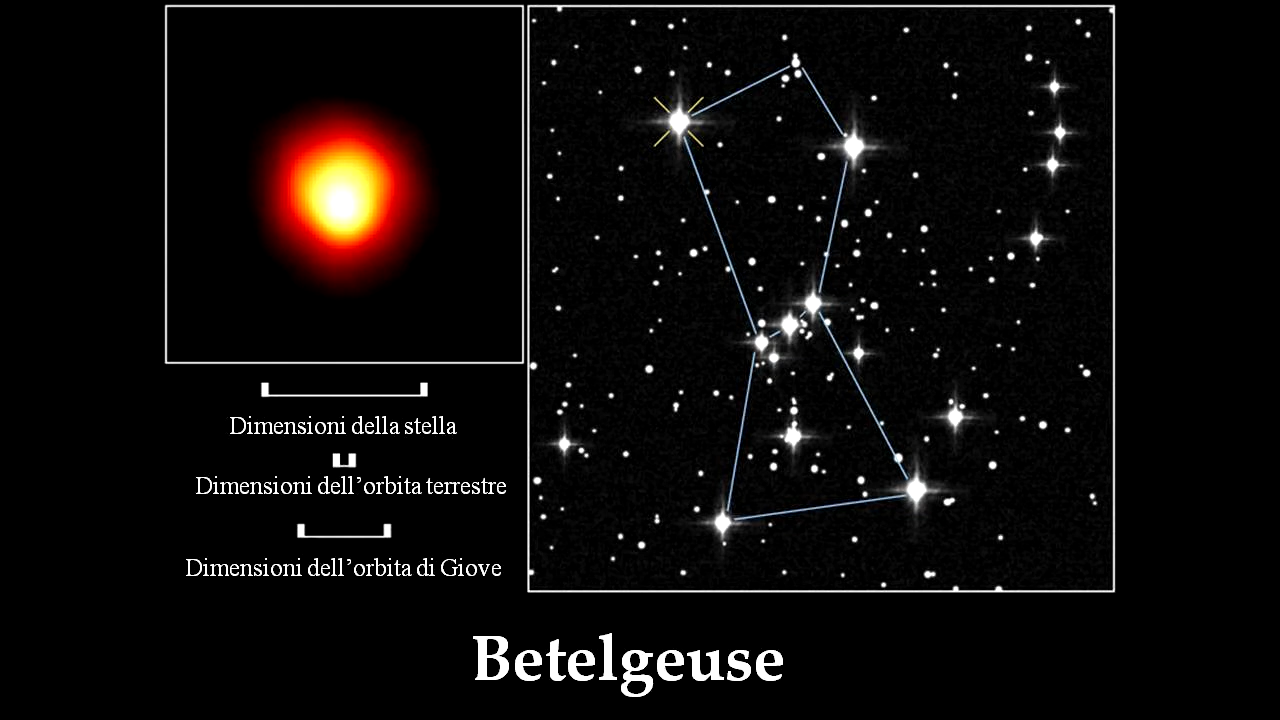 Dimensioni della stella
Dimensioni dell’orbita terrestre
Dimensioni dell’orbita di Giove
Betelgeuse